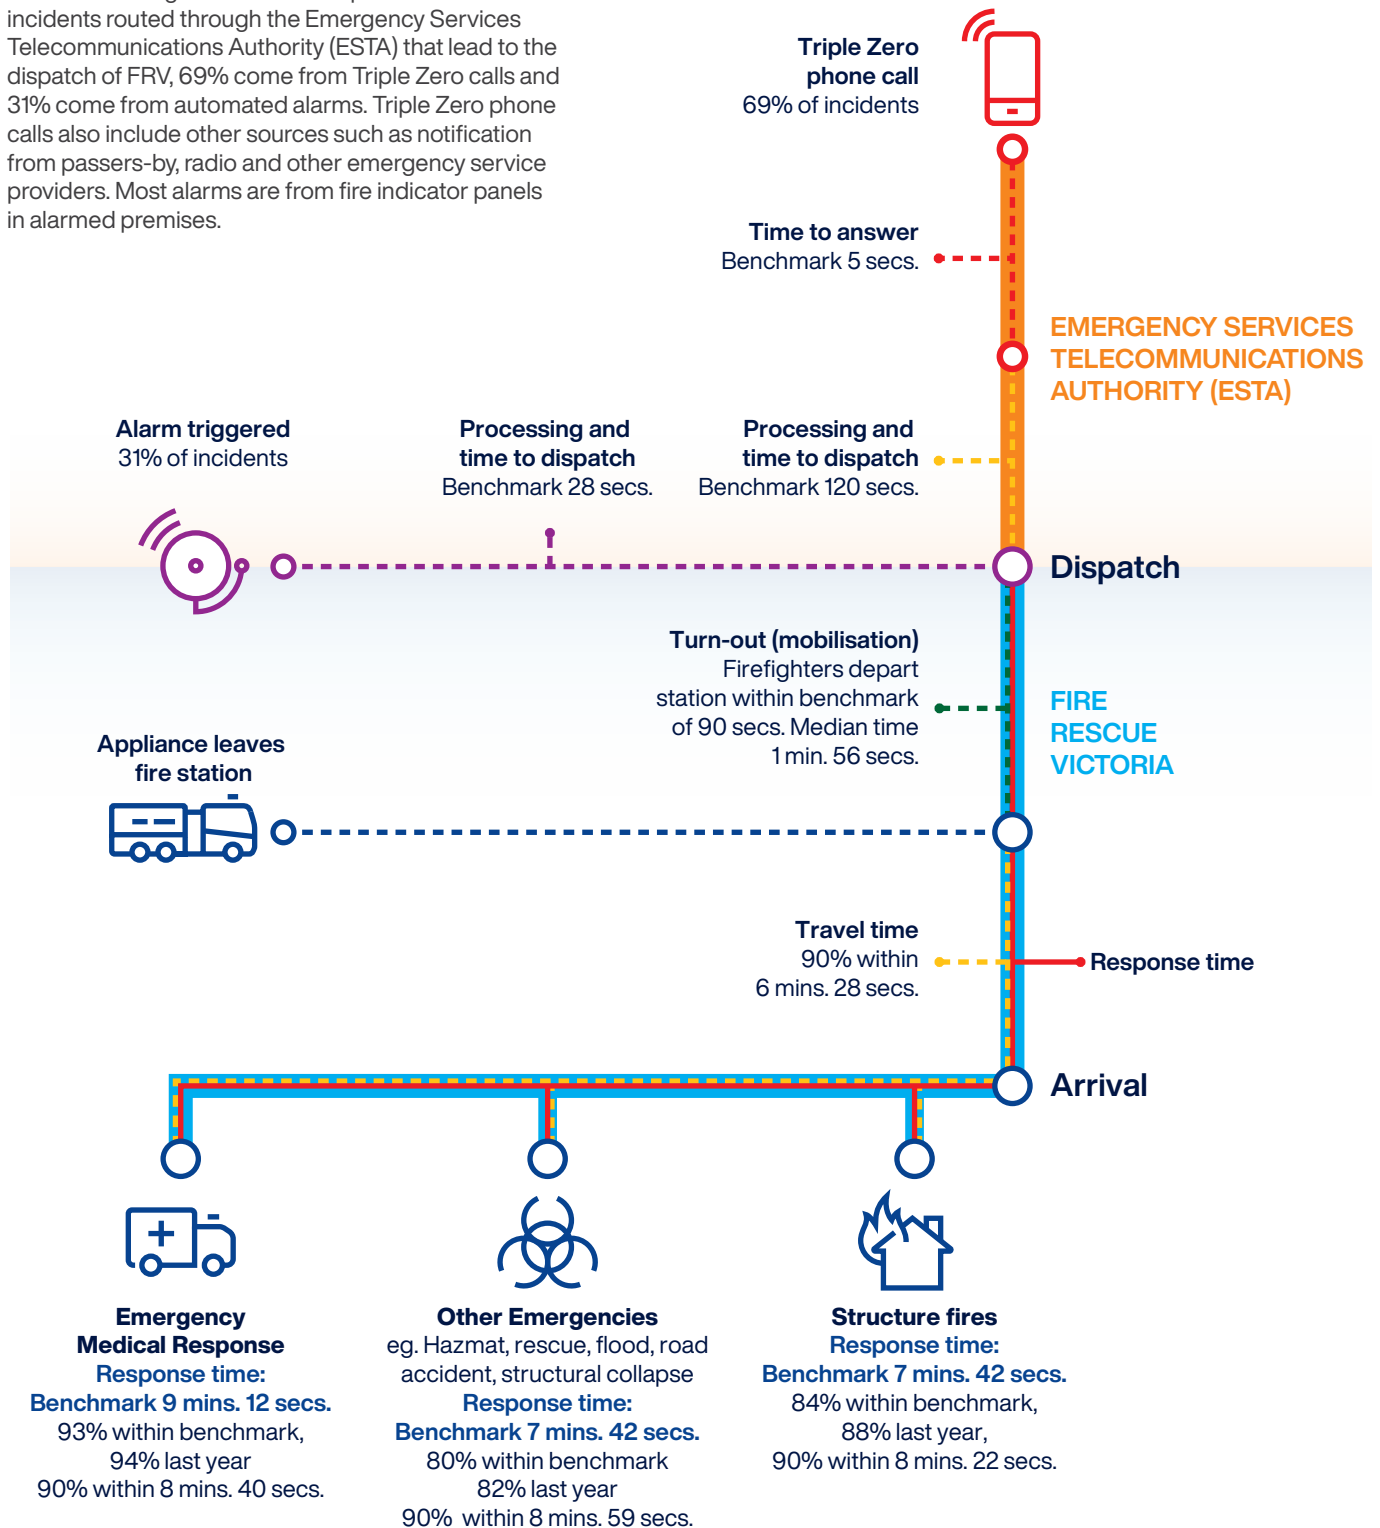 incidents routed through the Emergency Services
Telecommunications Authority (ESTA) that lead to the
dispatch of FRV, 69% come from Triple Zero calls and
31% come from automated alarms. Triple Zero phone
calls also include other sources such as notification
from passers-by, radio and other emergency service
providers. Most alarms are from fire indicator panels
in alarmed premises.
Triple Zero
phone call
69% of incidents
Time to answer
Benchmark 5 secs.
EMERGENCY SERVICES
TELECOMMUNICATIONS
AUTHORITY (ESTA)
Alarm triggered
31% of incidents
Processing and
time to dispatch
Benchmark 28 secs.
Processing and
time to dispatch
Benchmark 120 secs.
Dispatch
Turn-out (mobilisation)
Firefighters depart
station within benchmark
of 90 secs. Median time
1 min. 56 secs.
FIRE
RESCUE
VICTORIA
Appliance leaves
fire station
Travel time
90% within
6 mins. 28 secs.
Response time
Arrival
Emergency
Medical Response
Response time:
Benchmark 9 mins. 12 secs.
93% within benchmark,
94% last year
90% within 8 mins. 40 secs.
Other Emergencies
eg. Hazmat, rescue, flood, road
accident, structural collapse
Response time:
Benchmark 7 mins. 42 secs.
80% within benchmark
82% last year
90% within 8 mins. 59 secs.
Structure fires
Response time:
Benchmark 7 mins. 42 secs.
84% within benchmark,
88% last year,
90% within 8 mins. 22 secs.